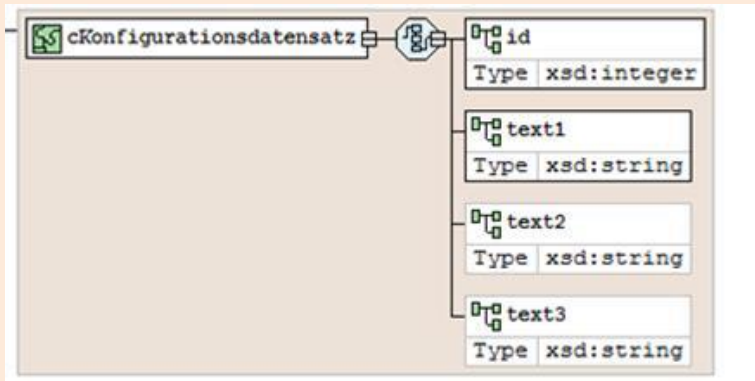 cKonfigurationsdatensatz
id
Type xsd:integer
text1
Type xsd:string
text2
Type xsd:string
text3
Type xsd:string